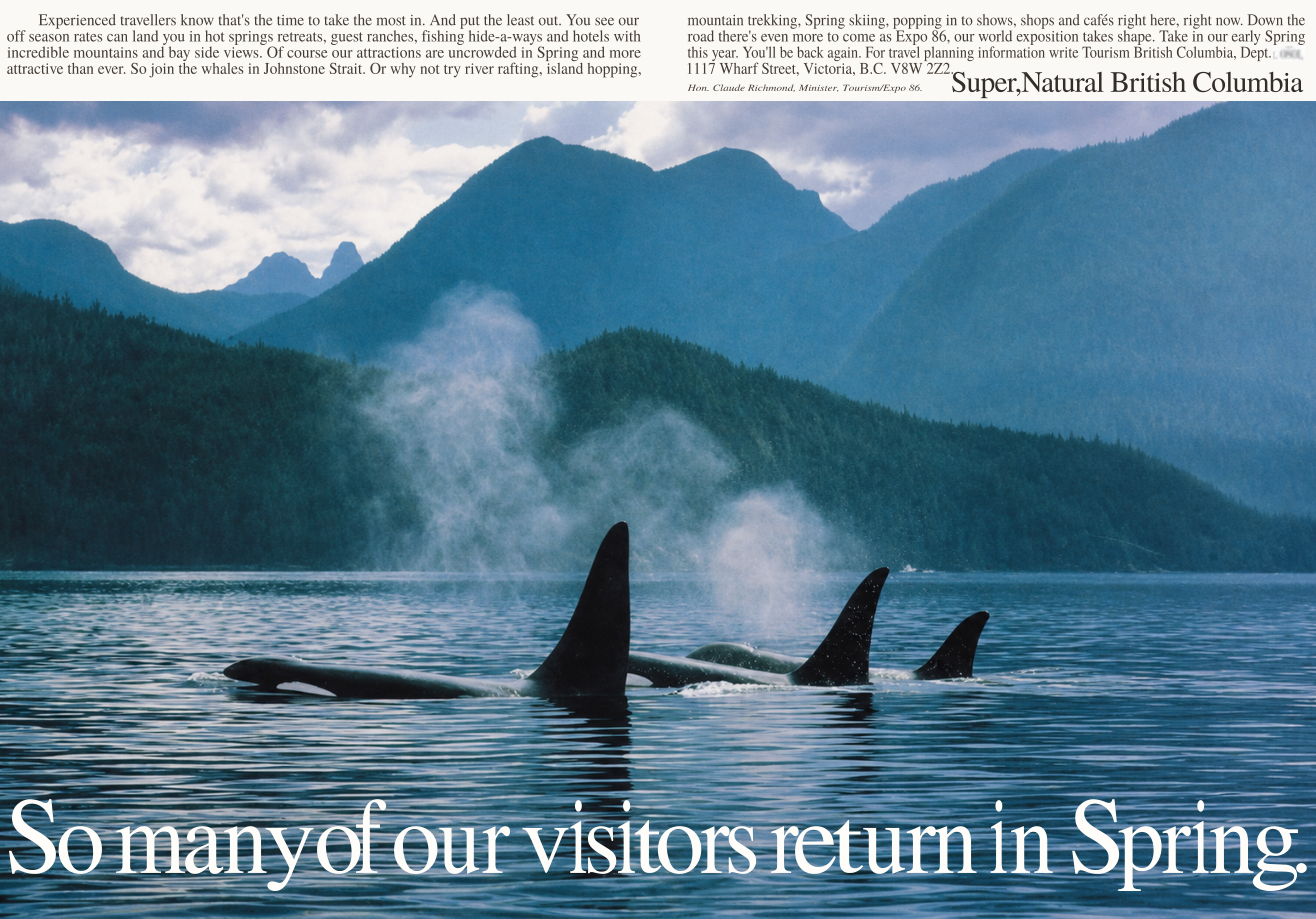 Experienced travellers know that's the time to take the most in. And put the least out. You see our
off season rates can land you in hot springs retreats, guest ranches, fishing hide-a-ways and hotels with
incredible mountains and bay side views. Of course our attractions are uncrowded in Spring and more
attractive than ever. So join the whales in Johnstone Strait. Or why not try river rafting, island hopping,
mountain trekking, Spring skiing, popping in to shows, shops and cafés right here, right now. Down the
road there's even more to come as Expo 86, our world exposition takes shape. Take in our early Spring
this year. You'll be back again. For travel planning information write Tourism British Columbia, Dept.
1117 Wharf Street, Victoria, B.C. V8W 2Z2.
Hon. Claude Richmond, Minister, Tourism/Expo 86.
Super,Natural British Columbia
So many of our visitors return in Spring.